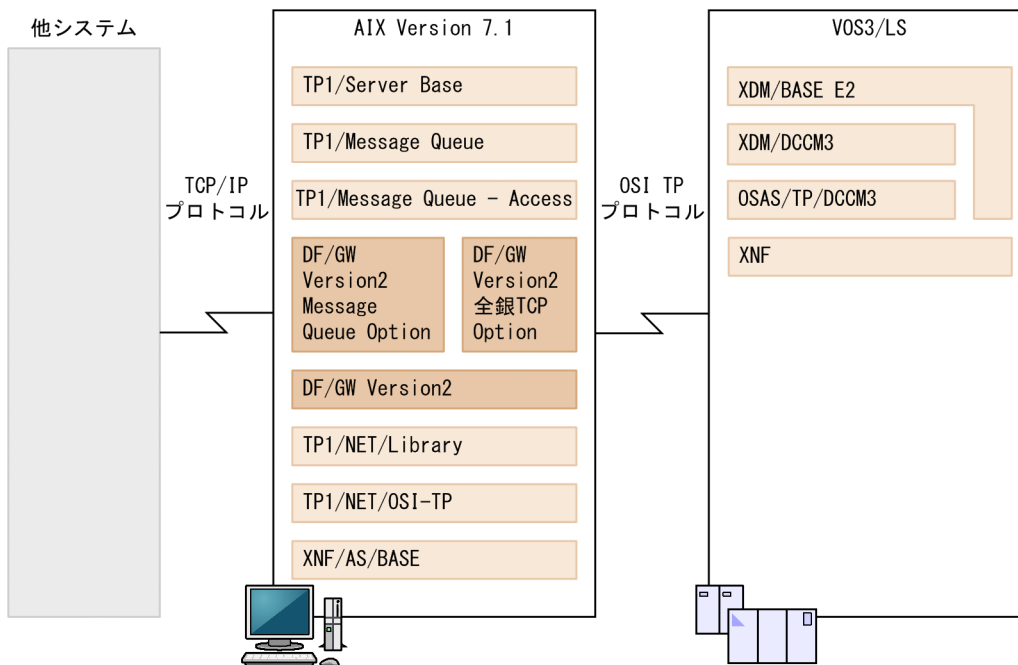 他システム
TCP/IP
プロトコル
AIX Version 7.1
TP1/Server Base
TP1/Message Queue
TP1/Message Queue − Access
DF/GW
Version2
Message
Queue Option
DF/GW
Version2
全銀TCP
Option
DF/GW Version2
TP1/NET/Library
TP1/NET/OSI−TP
XNF/AS/BASE
OSI TP
プロトコル
VOS3/LS
XDM/BASE E2
XDM/DCCM3
OSAS/TP/DCCM3
XNF